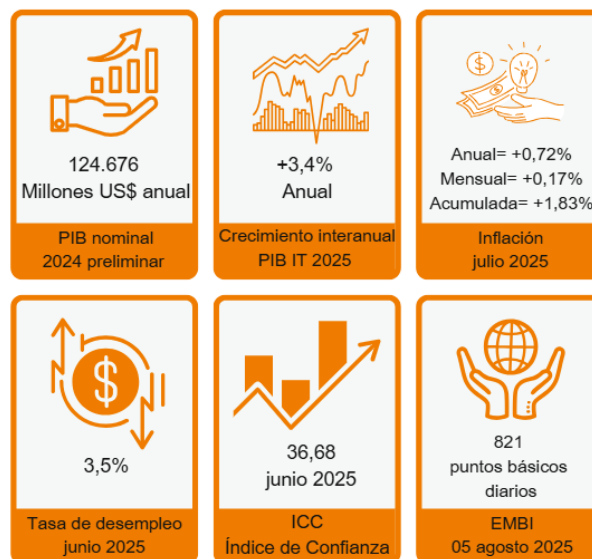 124.676
Millones US$ anual
PIB nominal
2024 preliminar
+3,4%
Anual
Crecimiento interanual
PIB IT 2025
$
$
Anual= +0,72%
Mensual= +0,17%
Acumulada= +1,83%
Inflación
julio 2025
$
3,5%
Tasa de desempleo
junio 2025
36,68
junio 2025
ICC
Índice de Confianza
821
puntos básicos
diarios
EMBI
05 agosto 2025